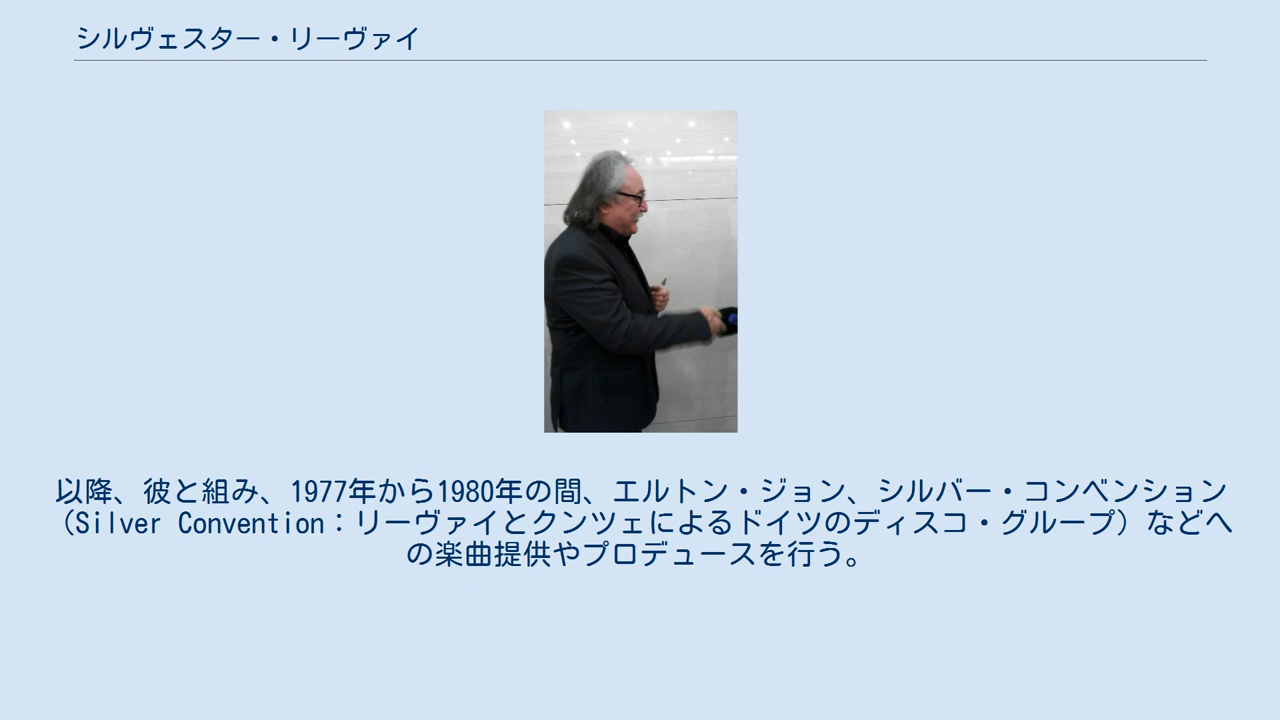 シルヴェスター・リーヴァイ
以降、彼と組み、1977年から1980年の間、エルトン・ジョン、シルバー・コンベンション
（Silver Convention：リーヴァイとクンツェによるドイツのディスコ・グループ）などへ
の楽曲提供やプロデュースを行う。